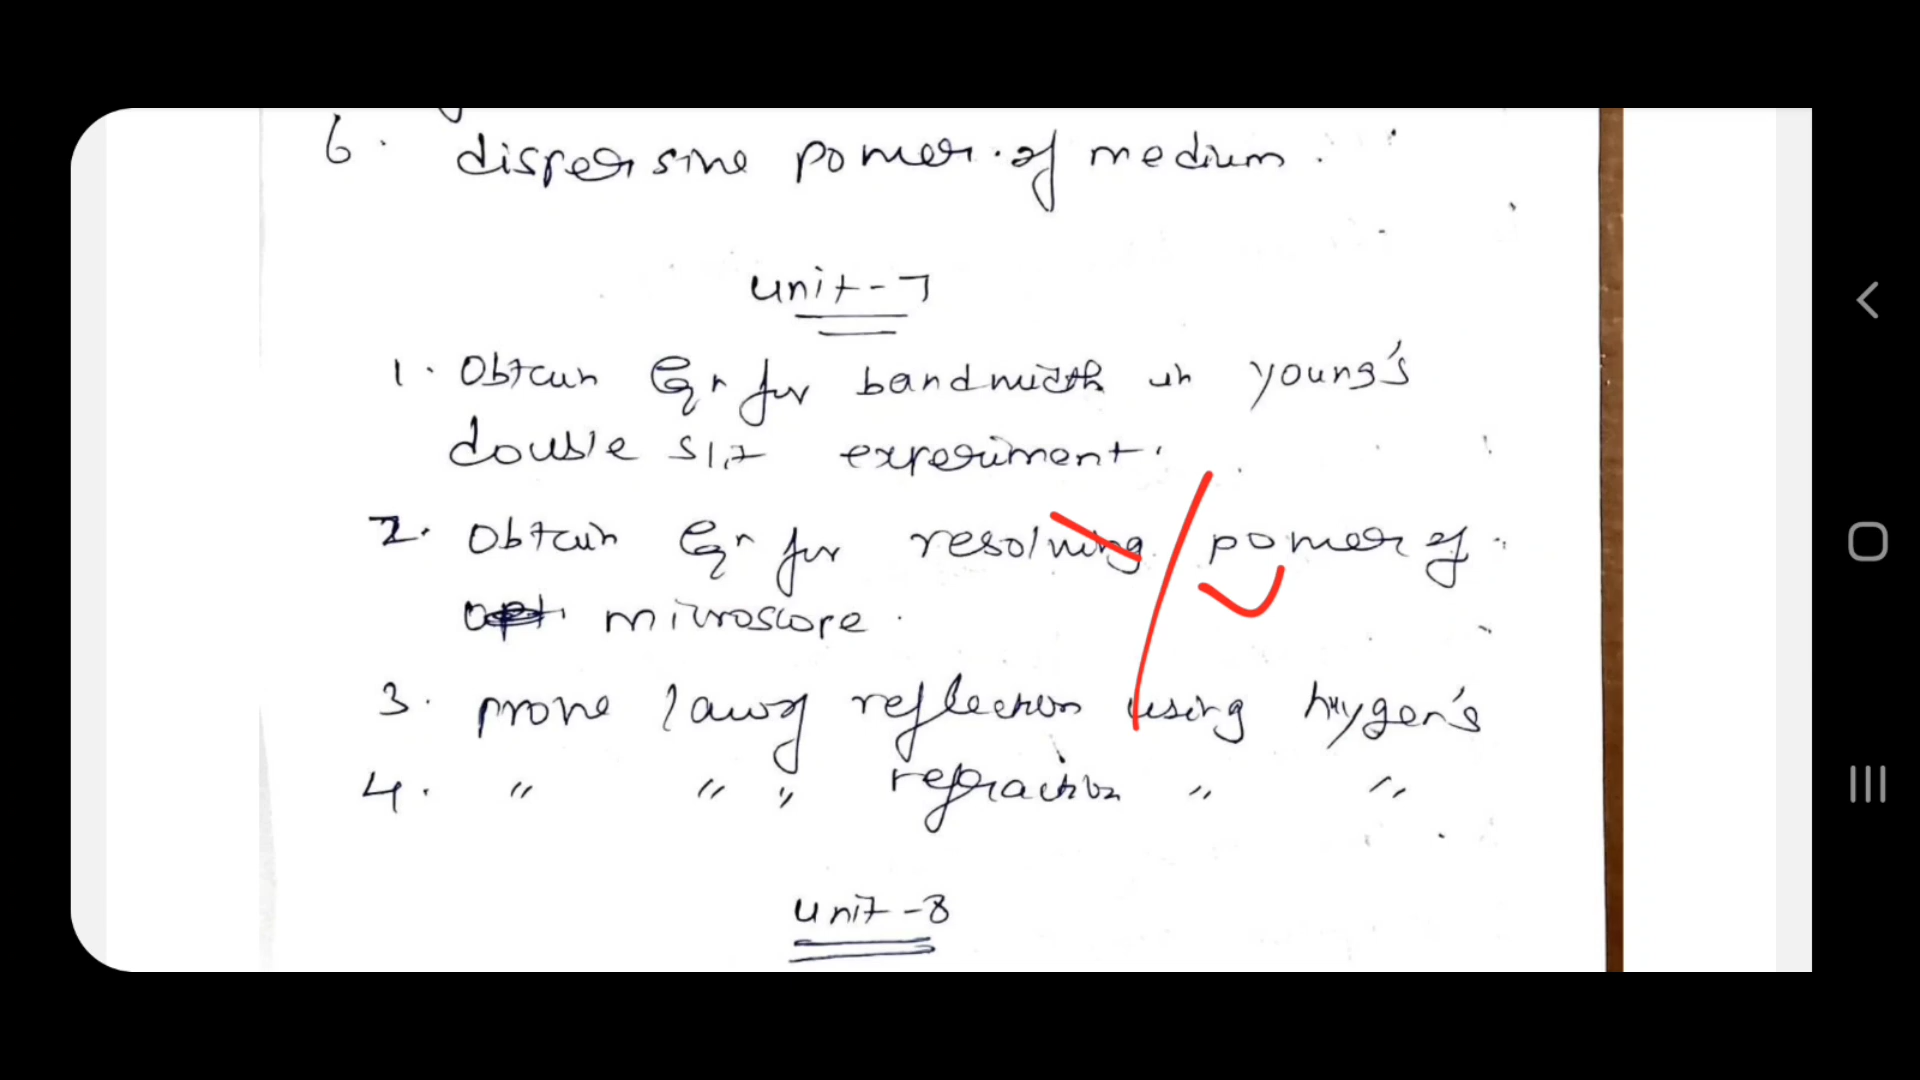 6. dispersive power of medium.
Unit-7
1. Obtain Eqn for bandwidth in Young's
double slit experiment.
2. Obtain Eqn for resolving power of
microscope.
3. prove law of reflection using huygen's
4. " " " refraction " "
Unit-8